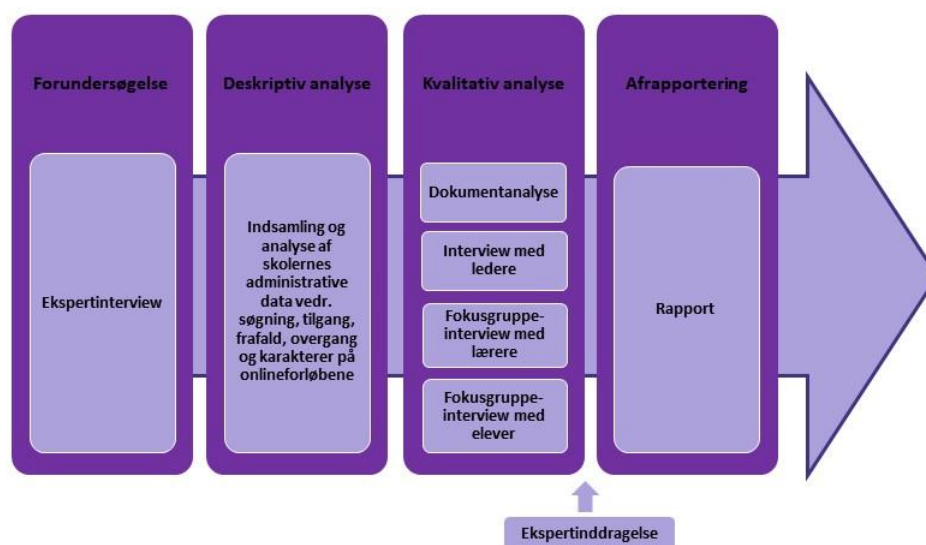 Forundersøgelse
Ekspertinterview
Deskriptiv analyse
Indsamling og
analyse af
skolernes
administrative
data vedr.
søgning, tilgang,
frafald, overgang
og karakterer på
onlineforløbene
Kvalitativ analyse
Dokumentanalyse
Interview med
ledere
Fokusgruppe-
interview med
lærere
Fokusgruppe-
interview med
elever
Afrapportering
Rapport
Ekspertinddragelse